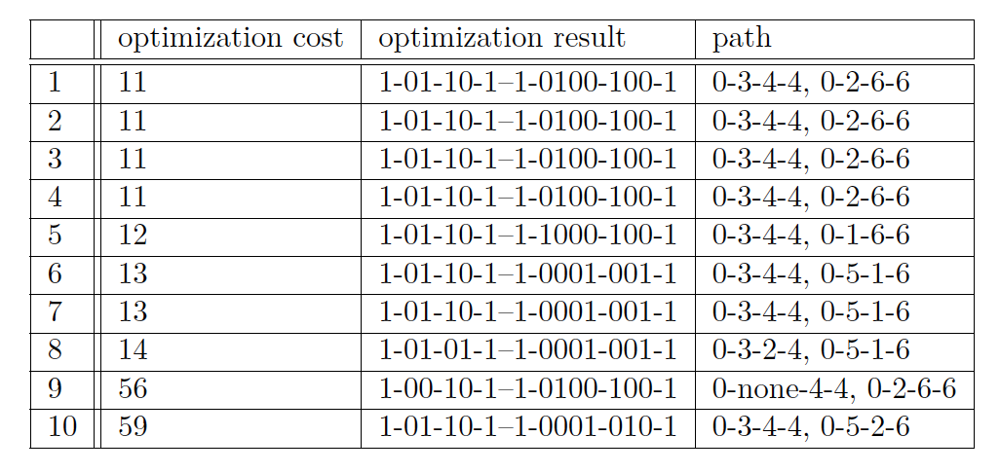 optimization cost optimization result path
1 11 1-01-10-1–1-0100-100-1 0-3-4-4, 0-2-6-6
2 11 1-01-10-1–1-0100-100-1 0-3-4-4, 0-2-6-6
3 11 1-01-10-1–1-0100-100-1 0-3-4-4, 0-2-6-6
4 11 1-01-10-1–1-0100-100-1 0-3-4-4, 0-2-6-6
5 12 1-01-10-1–1-1000-100-1 0-3-4-4, 0-1-6-6
6 13 1-01-10-1–1-0001-001-1 0-3-4-4, 0-5-1-6
7 13 1-01-10-1–1-0001-001-1 0-3-4-4, 0-5-1-6
8 14 1-01-01-1–1-0001-001-1 0-3-2-4, 0-5-1-6
9 56 1-00-10-1–1-0100-100-1 0-none-4-4, 0-2-6-6
10 59 1-01-10-1–1-0001-010-1 0-3-4-4, 0-5-2-6